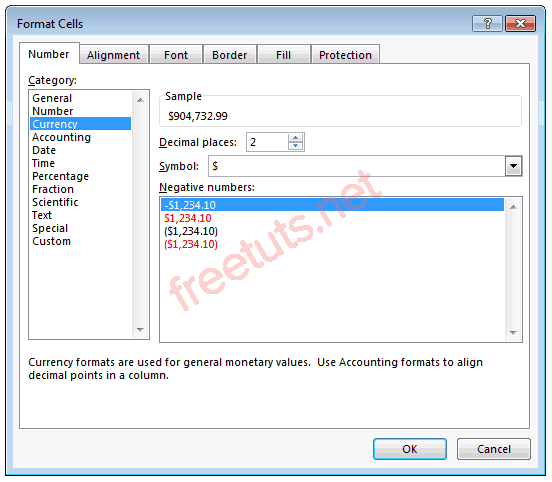 Format Cells
Number Alignment Font Border Fill Protection
Category:
General
Number
Currency
Accounting
Date
Time
Percentage
Fraction
Scientific
Text
Special
Custom
Sample
$904,732.99
Decimal places: 2
Symbol: $
Negative numbers:
-$1,234.10
$1,234.10
($1,234.10)
($1,234.10)
freetuts.net
Currency formats are used for general monetary values. Use Accounting formats to align
decimal points in a column.
OK Cancel